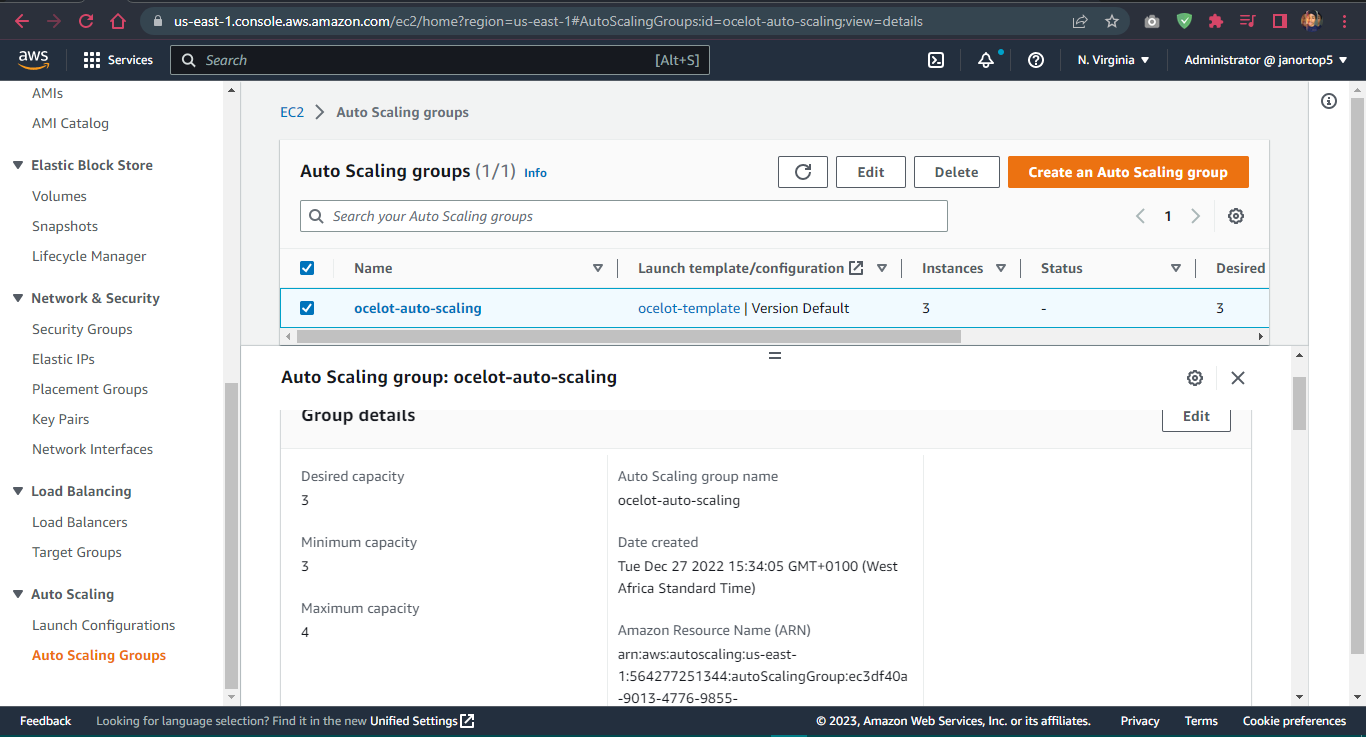 us-east-1.console.aws.amazon.com/ec2/home?region=us-east-1#AutoScalingGroups:id=ocelot-auto-scaling;view=details
aws
Services
Search
[Alt+S]
N. Virginia
Administrator @ janortop5
AMIs
AMI Catalog
Elastic Block Store
Volumes
Snapshots
Lifecycle Manager
Network & Security
Security Groups
Elastic IPs
Placement Groups
Key Pairs
Network Interfaces
Load Balancing
Load Balancers
Target Groups
Auto Scaling
Launch Configurations
Auto Scaling Groups
EC2 > Auto Scaling groups
Auto Scaling groups (1/1) Info
Edit
Delete
Create an Auto Scaling group
Search your Auto Scaling groups
1
Name Launch template/configuration Instances Status Desired
ocelot-auto-scaling ocelot-template | Version Default 3 - 3
Auto Scaling group: ocelot-auto-scaling
Group details
Edit
Desired capacity
3
Minimum capacity
3
Maximum capacity
4
Auto Scaling group name
ocelot-auto-scaling
Date created
Tue Dec 27 2022 15:34:05 GMT+0100 (West
Africa Standard Time)
Amazon Resource Name (ARN)
arn:aws:autoscaling:us-east-
1:564277251344:autoScalingGroup:ec3df40a
-9013-4776-9855-
Feedback
Looking for language selection? Find it in the new Unified Settings
© 2023, Amazon Web Services, Inc. or its affiliates.
Privacy
Terms
Cookie preferences